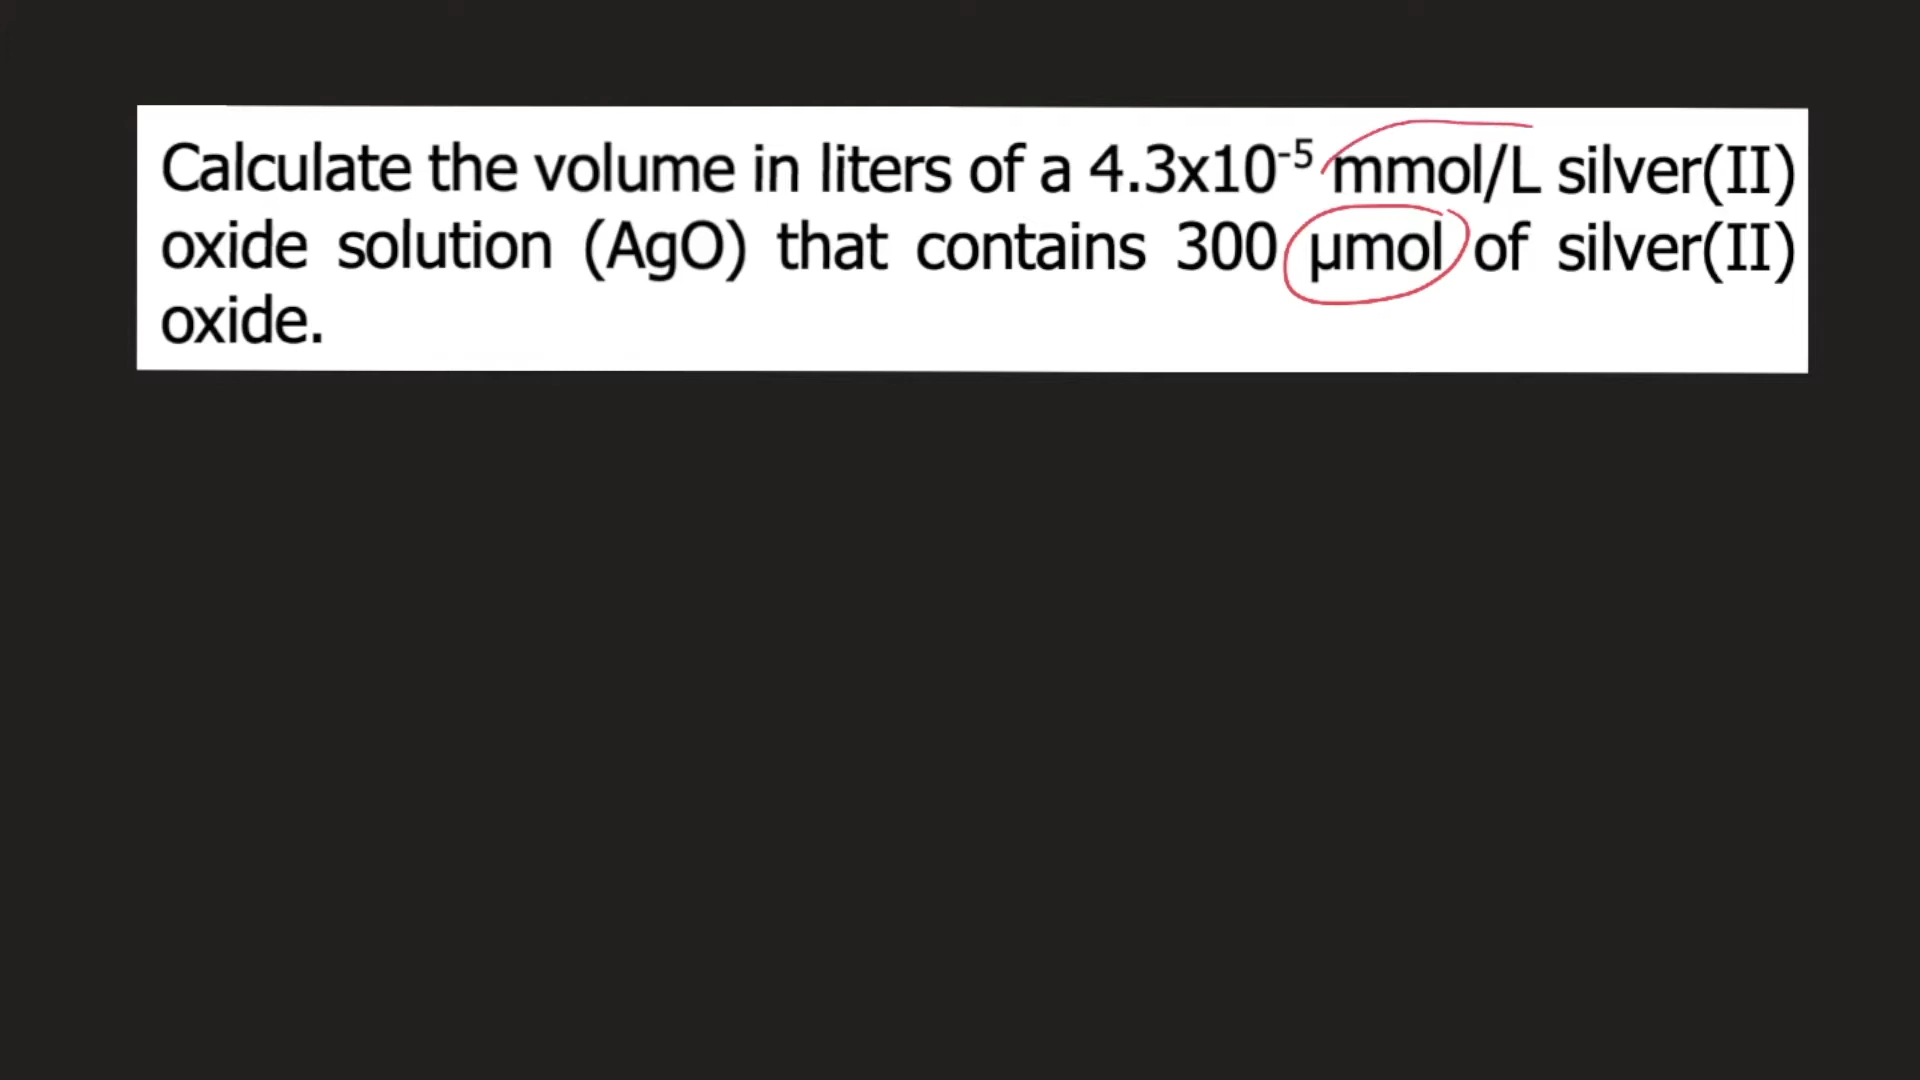 Calculate the volume in liters of a 4.3x10⁻⁵ mmol/L silver(II)
oxide solution (AgO) that contains 300 μmol of silver(II)
oxide.